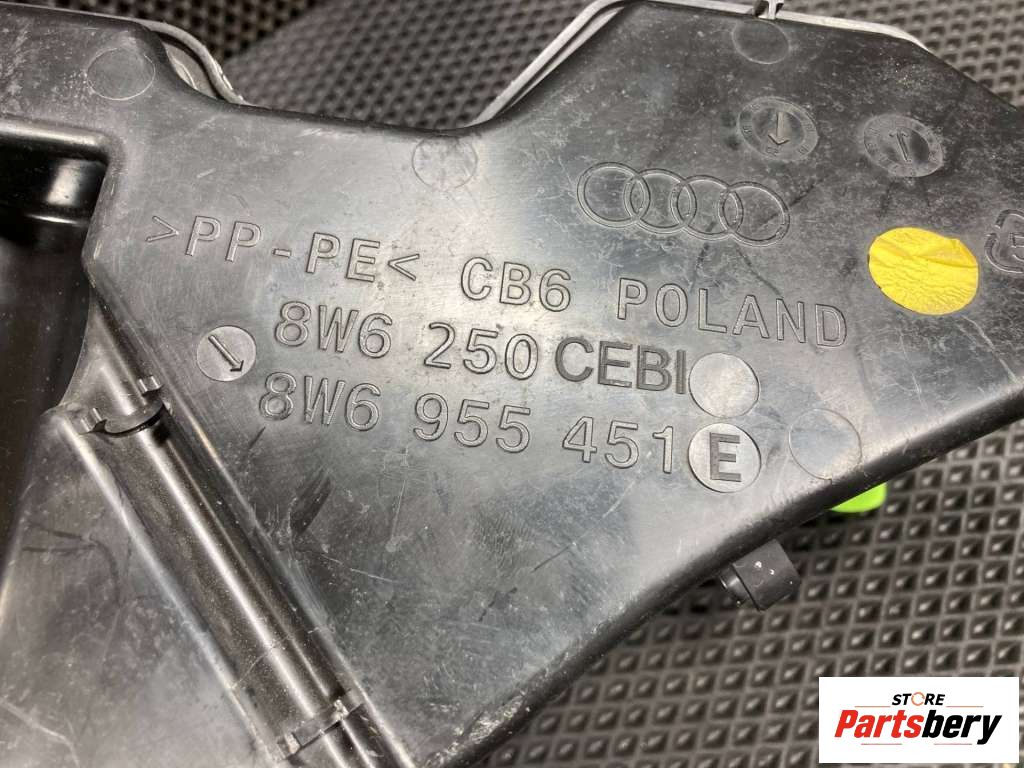 >PP-PE< CB6 POLAND
8W6 250 CEBI
8W6 955 451 E
STORE
Partsbery